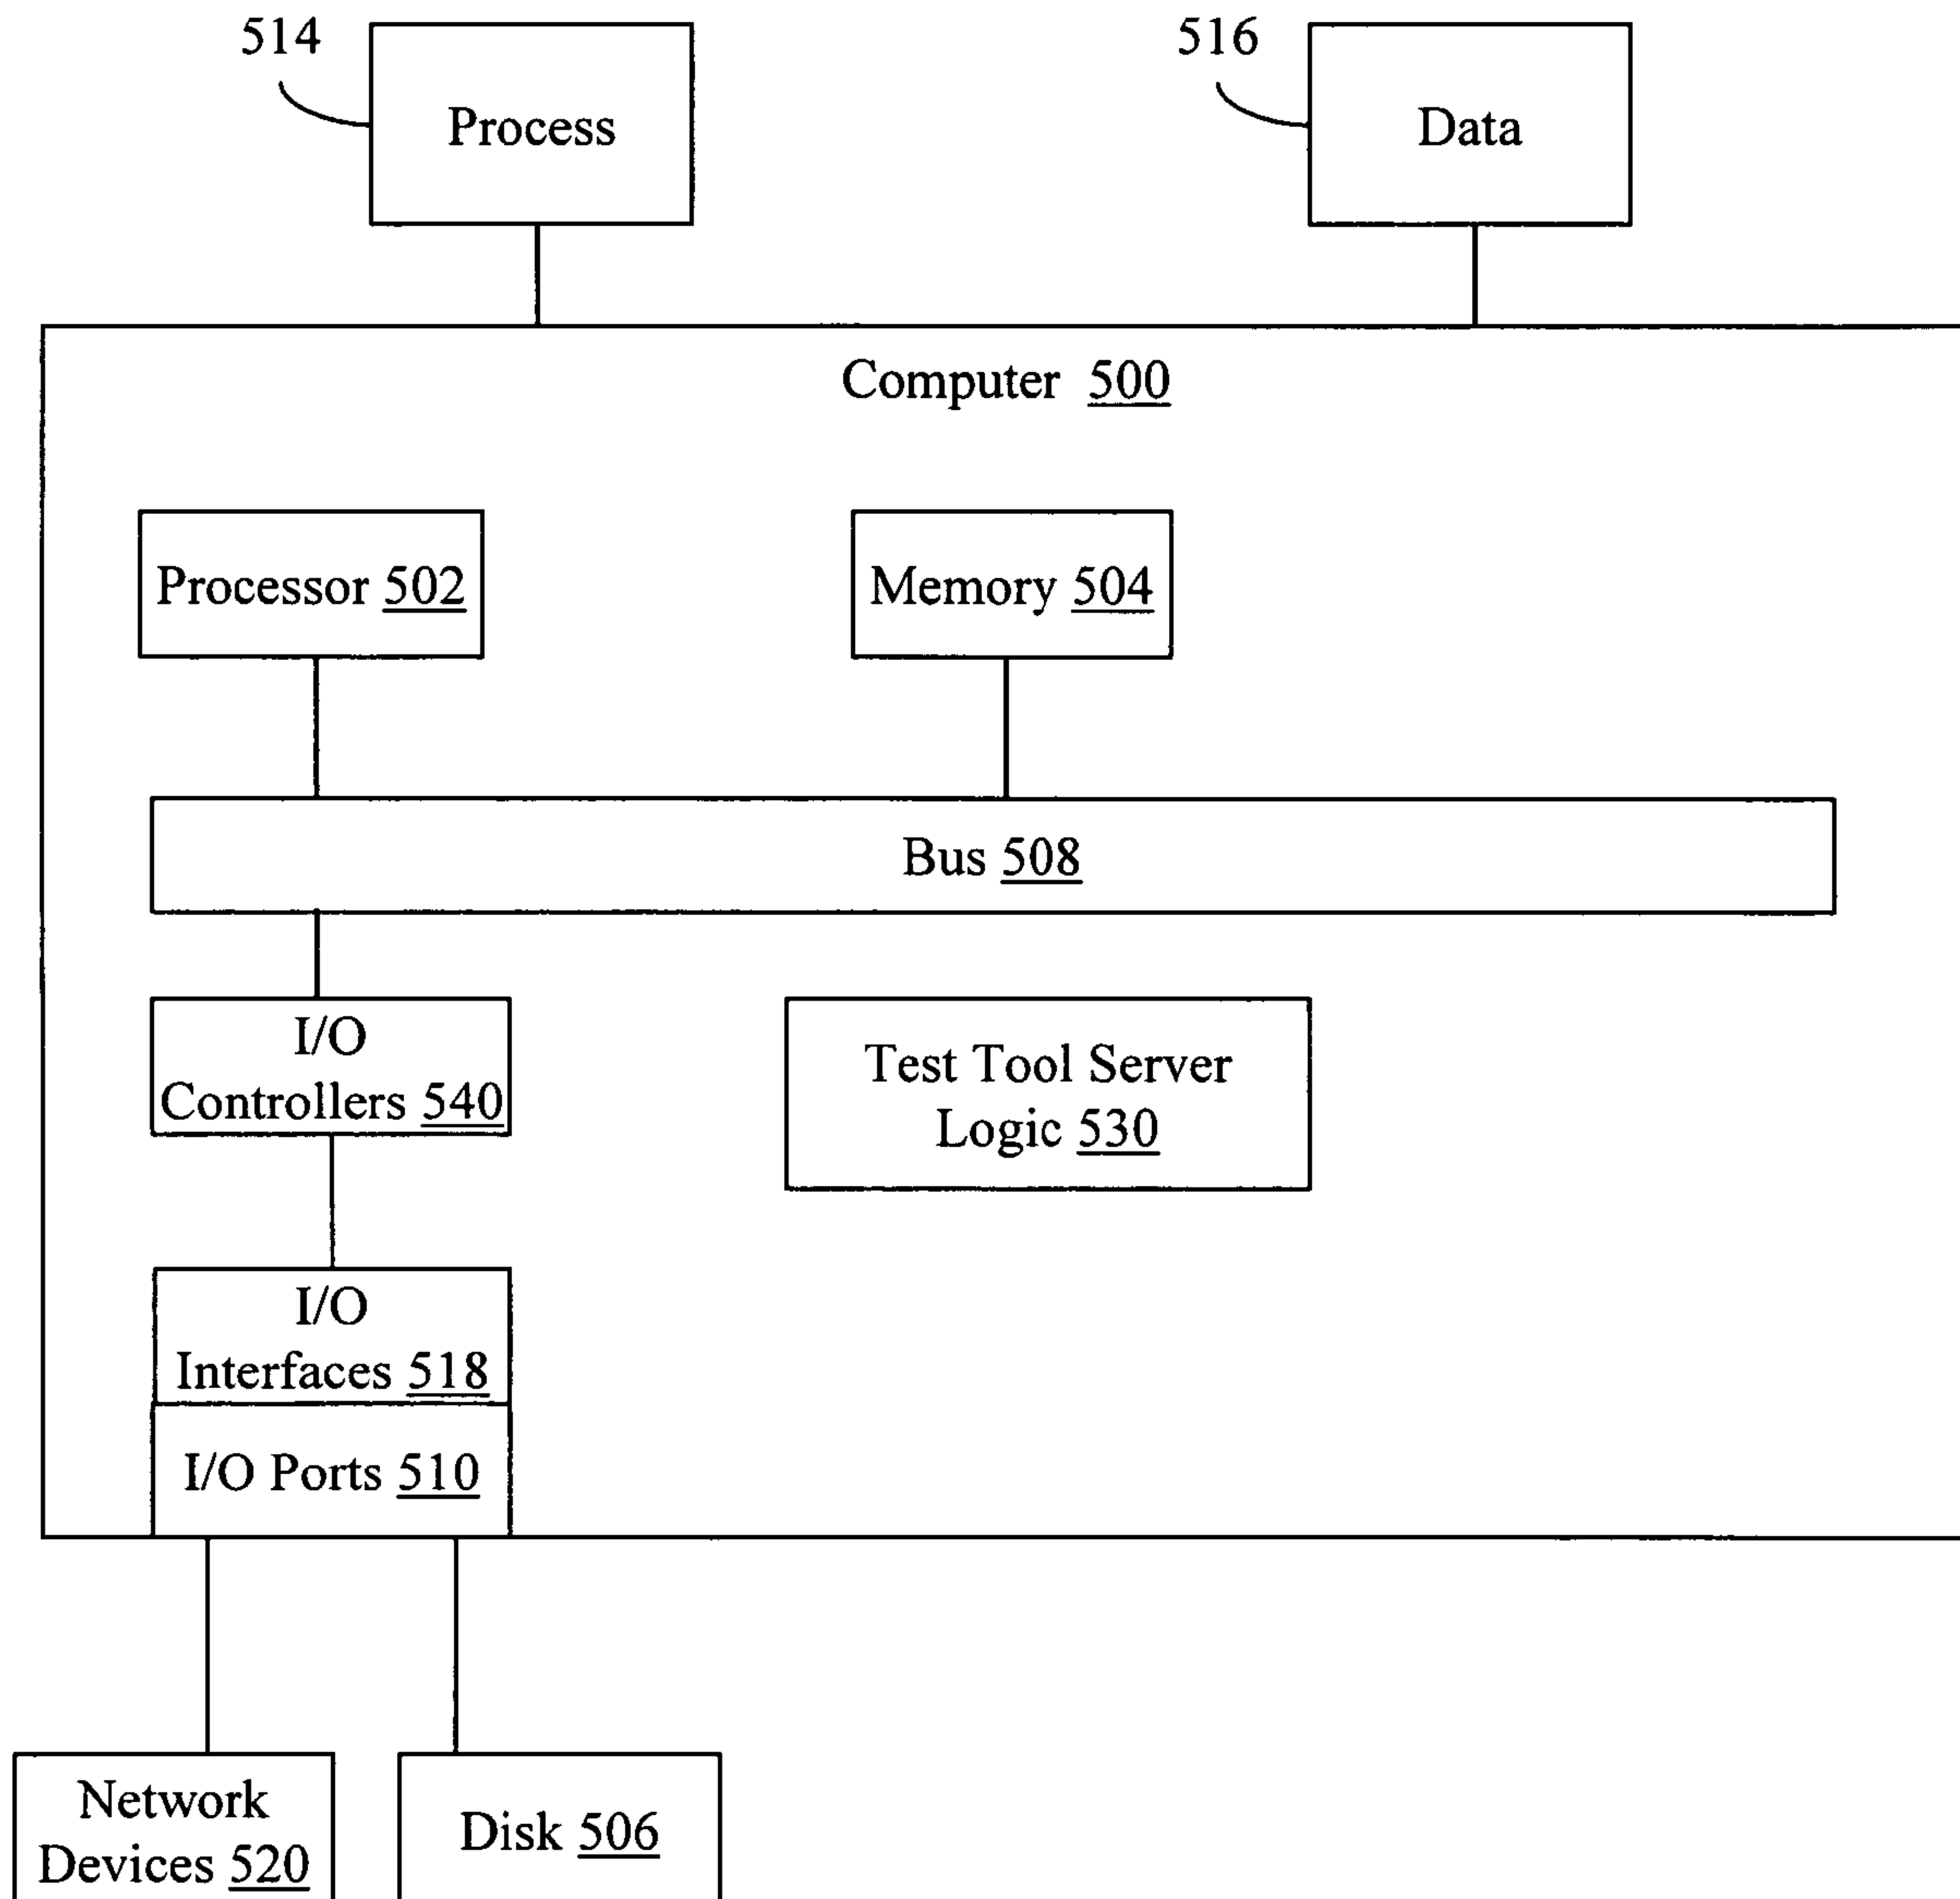 514
Process
516
Data
Computer 500
Processor 502
Memory 504
Bus 508
I/O
Controllers 540
Test Tool Server
Logic 530
I/O
Interfaces 518
I/O Ports 510
Network
Devices 520
Disk 506